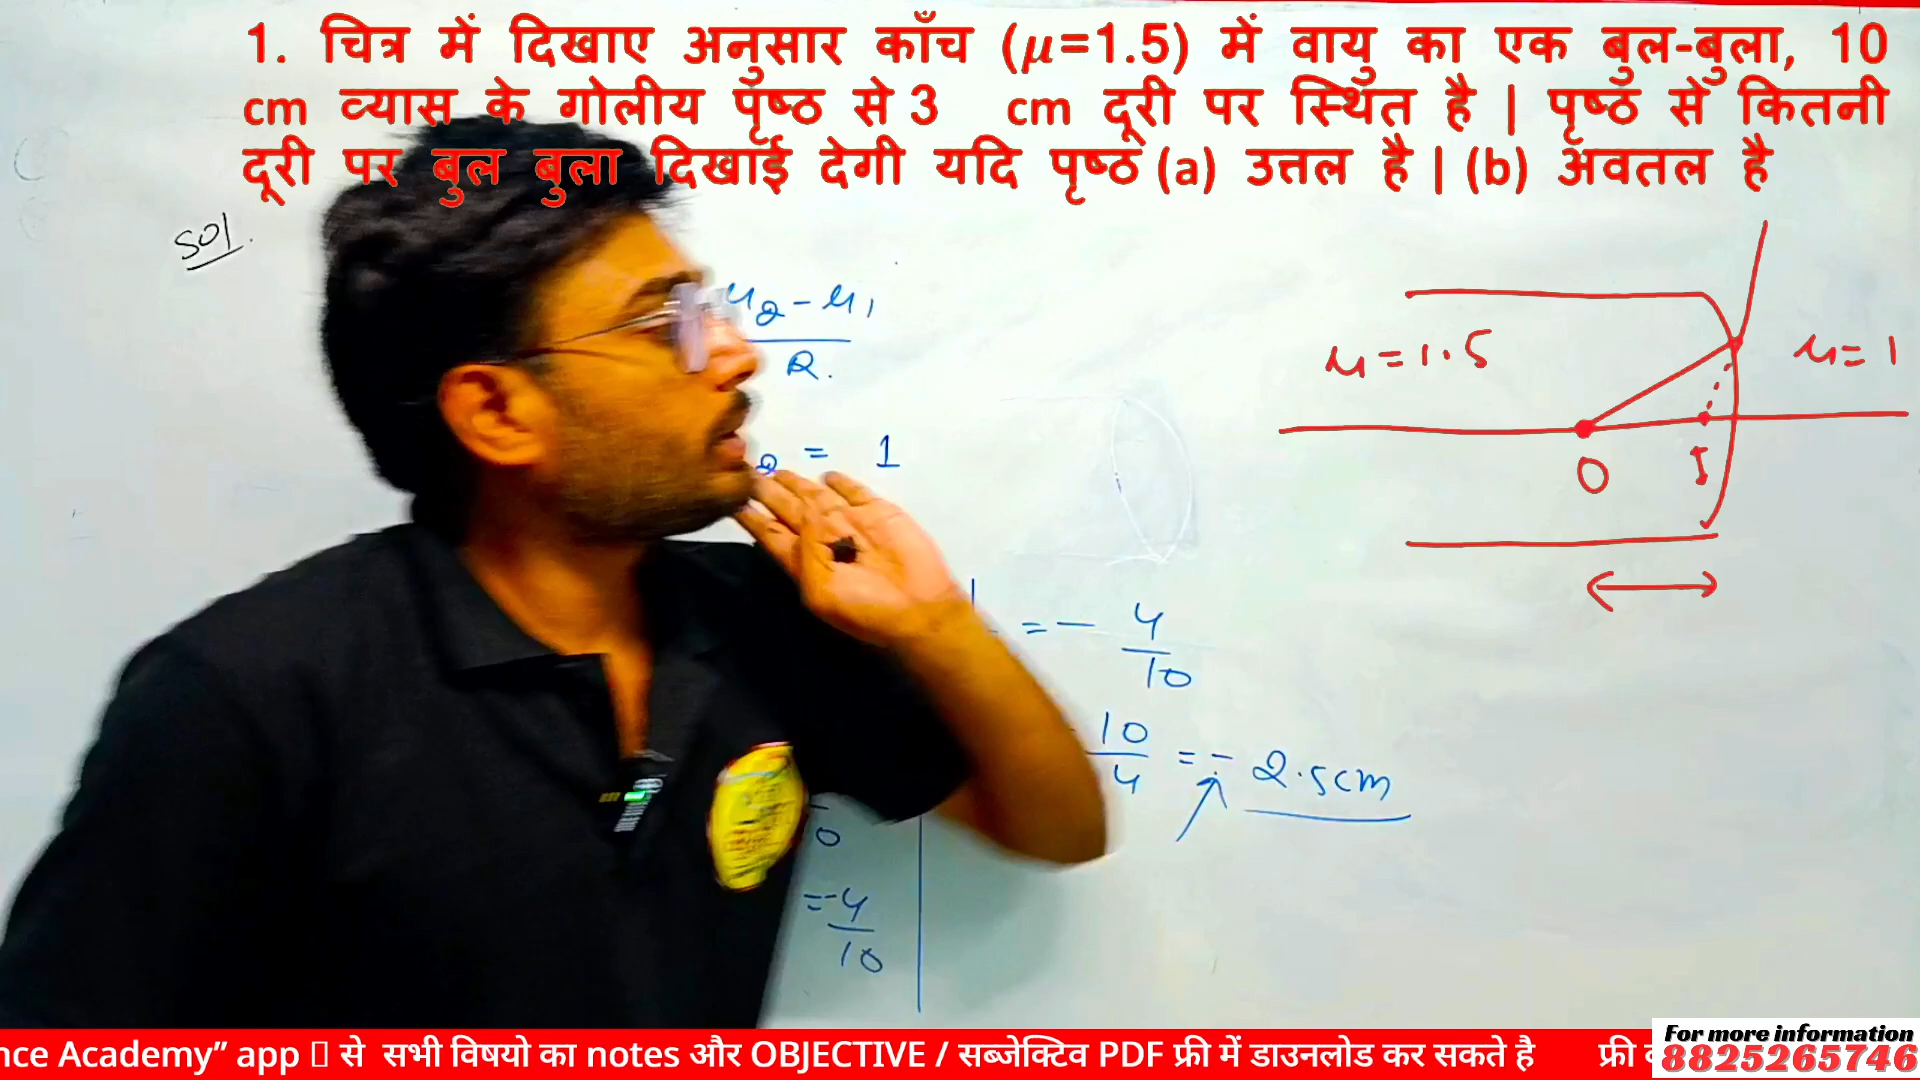 1. चित्र में दिखाए अनुसार काँच (μ=1.5) में वायु का एक बुल-बुला, 10
cm व्यास के गोलीय पृष्ठ से 3 cm दूरी पर स्थित है | पृष्ठ से कितनी
दूरी पर बुल बुला दिखाई देगी यदि पृष्ठ (a) उत्तल है | (b) अवतल है
Sol.
μ2 - μ1
R.
2 = 1
μ = 1.5
μ = 1
O
I
= - 4
10
10
4
= - 2.5cm
0
= -4
10
nce Academy” app से सभी विषयो का notes और OBJECTIVE / सब्जेक्टिव PDF फ्री में डाउनलोड कर सकते है फ्री
For more information
8825265746